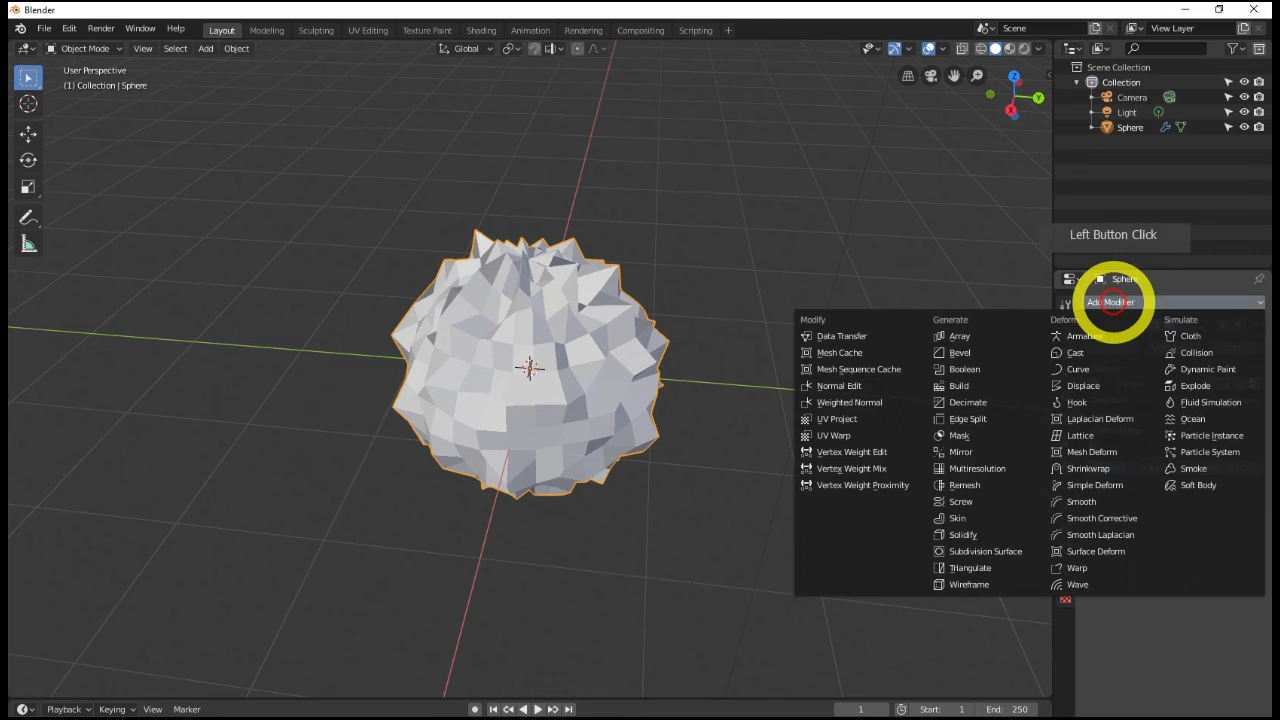 Blender
File Edit Render Window Help Layout Modeling Sculpting UV Editing Texture Paint Shading Animation Rendering Compositing Scripting + Scene View Layer
Object Mode View Select Add Object Global
User Perspective
(1) Collection | Sphere
Z
Y
X
Scene Collection
Collection
Camera
Light
Sphere
Left Button Click
Sphere
Add Modifier
Modify Generate Deform Simulate
Data Transfer Array Armature Cloth
Mesh Cache Bevel Cast Collision
Mesh Sequence Cache Boolean Curve Dynamic Paint
Normal Edit Build Displace Explode
Weighted Normal Decimate Hook Fluid Simulation
UV Project Edge Split Laplacian Deform Ocean
UV Warp Mask Lattice Particle Instance
Vertex Weight Edit Mirror Mesh Deform Particle System
Vertex Weight Mix Multiresolution Shrinkwrap Smoke
Vertex Weight Proximity Remesh Simple Deform Soft Body
Screw Smooth
Skin Smooth Corrective
Solidify Smooth Laplacian
Subdivision Surface Surface Deform
Triangulate Warp
Wireframe Wave
Playback Keying View Marker 1 Start: 1 End: 250